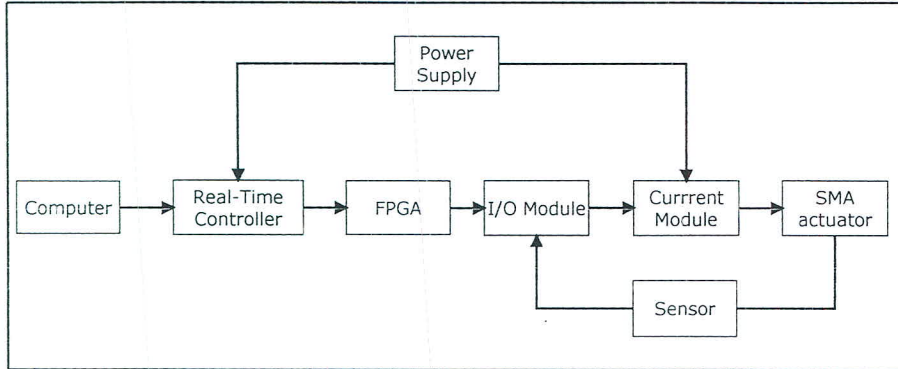 Power
Supply
Computer
Real-Time
Controller
FPGA
I/O Module
Currrent
Module
SMA
actuator
Sensor